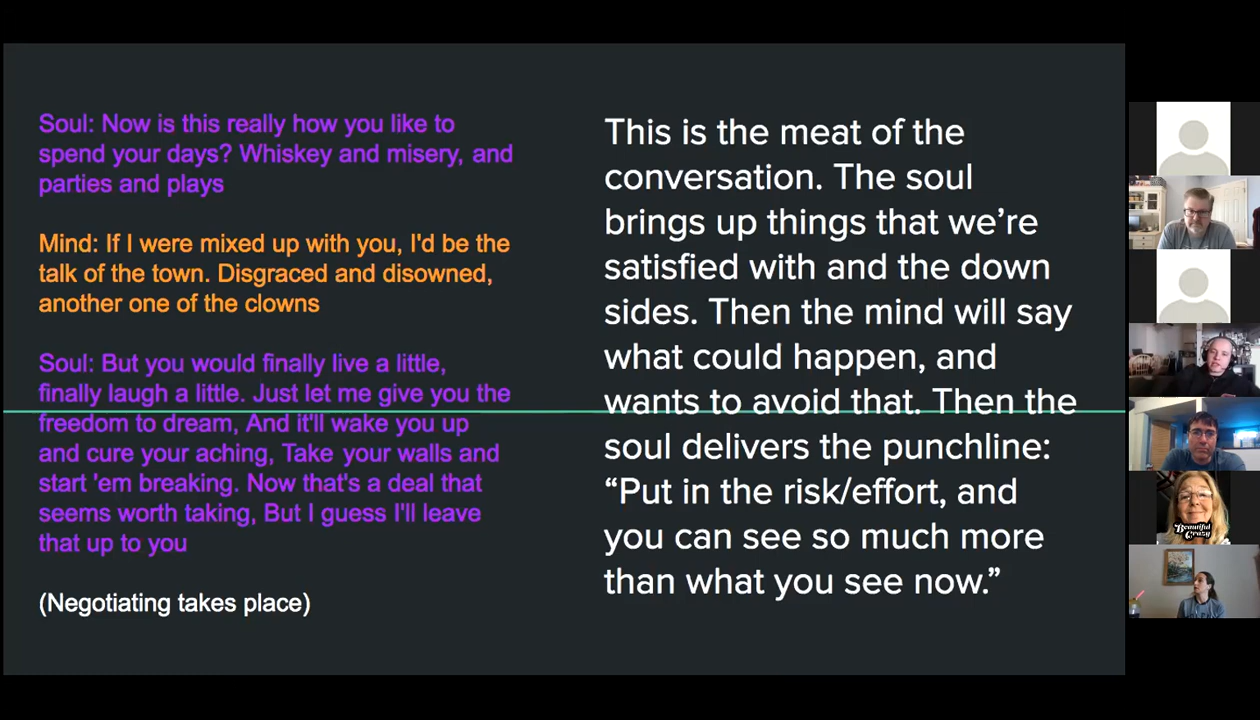 Soul: Now is this really how you like to
spend your days? Whiskey and misery, and
parties and plays
Mind: If I were mixed up with you, I'd be the
talk of the town. Disgraced and disowned,
another one of the clowns
Soul: But you would finally live a little,
finally laugh a little. Just let me give you the
freedom to dream, And it'll wake you up
and cure your aching, Take your walls and
start 'em breaking. Now that's a deal that
seems worth taking, But I guess I'll leave
that up to you
(Negotiating takes place)
This is the meat of the
conversation. The soul
brings up things that we’re
satisfied with and the down
sides. Then the mind will say
what could happen, and
wants to avoid that. Then the
soul delivers the punchline:
“Put in the risk/effort, and
you can see so much more
than what you see now.”
Beautiful
Crazy